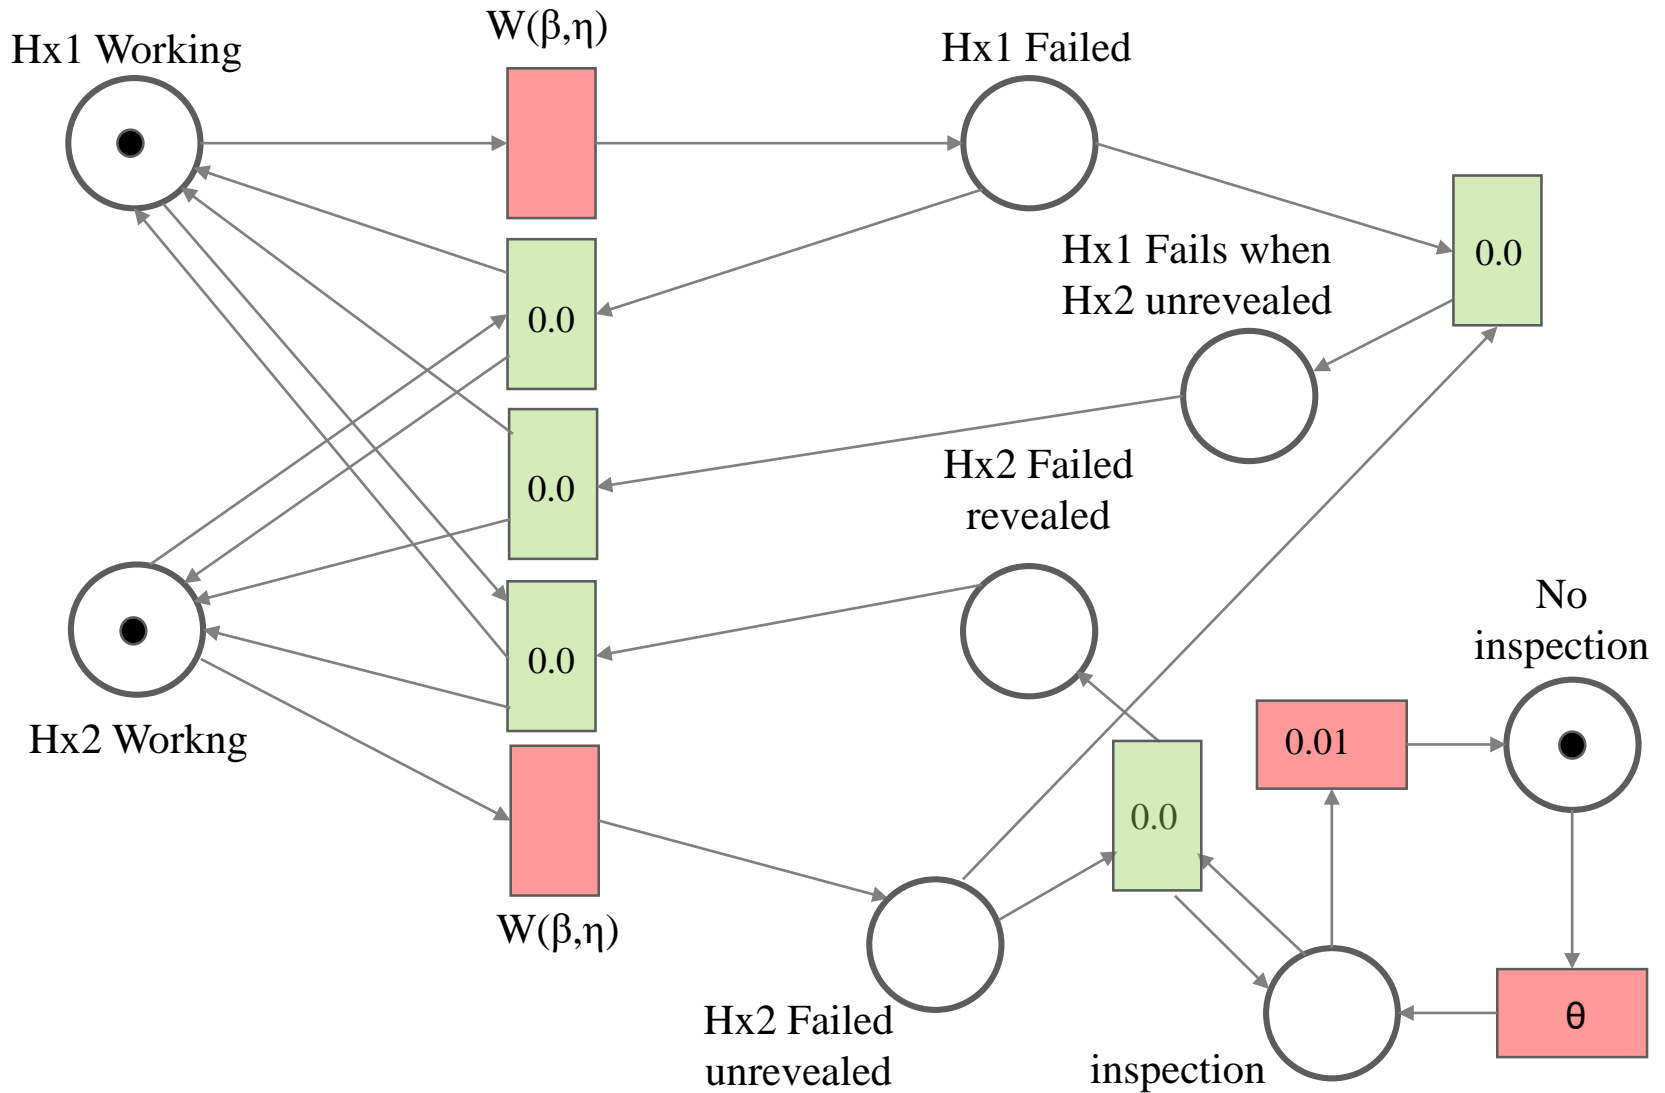 W(β,η)
Hx1 Working
Hx1 Failed
Hx1 Fails when
Hx2 unrevealed
0.0
0.0
0.0
Hx2 Failed
revealed
0.0
No
inspection
Hx2 Workng
0.01
0.0
W(β,η)
Hx2 Failed
unrevealed
θ
inspection